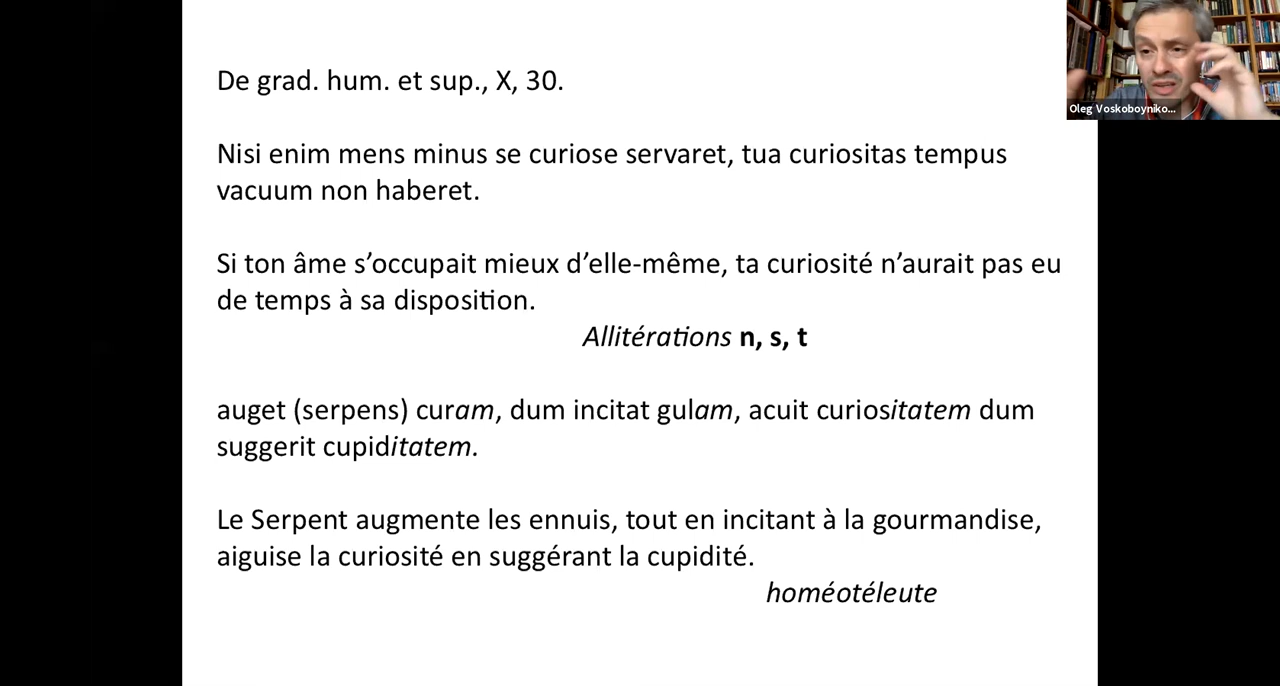 De grad. hum. et sup., X, 30.
Nisi enim mens minus se curiose servaret, tua curiositas tempus
vacuum non haberet.
Si ton âme s’occupait mieux d’elle-même, ta curiosité n’aurait pas eu
de temps à sa disposition.
Allitérations n, s, t
auget (serpens) curam, dum incitat gulam, acuit curiositatem dum
suggerit cupiditatem.
Le Serpent augmente les ennuis, tout en incitant à la gourmandise,
aiguise la curiosité en suggérant la cupidité.
homéotéleute
Oleg Voskoboyniko...